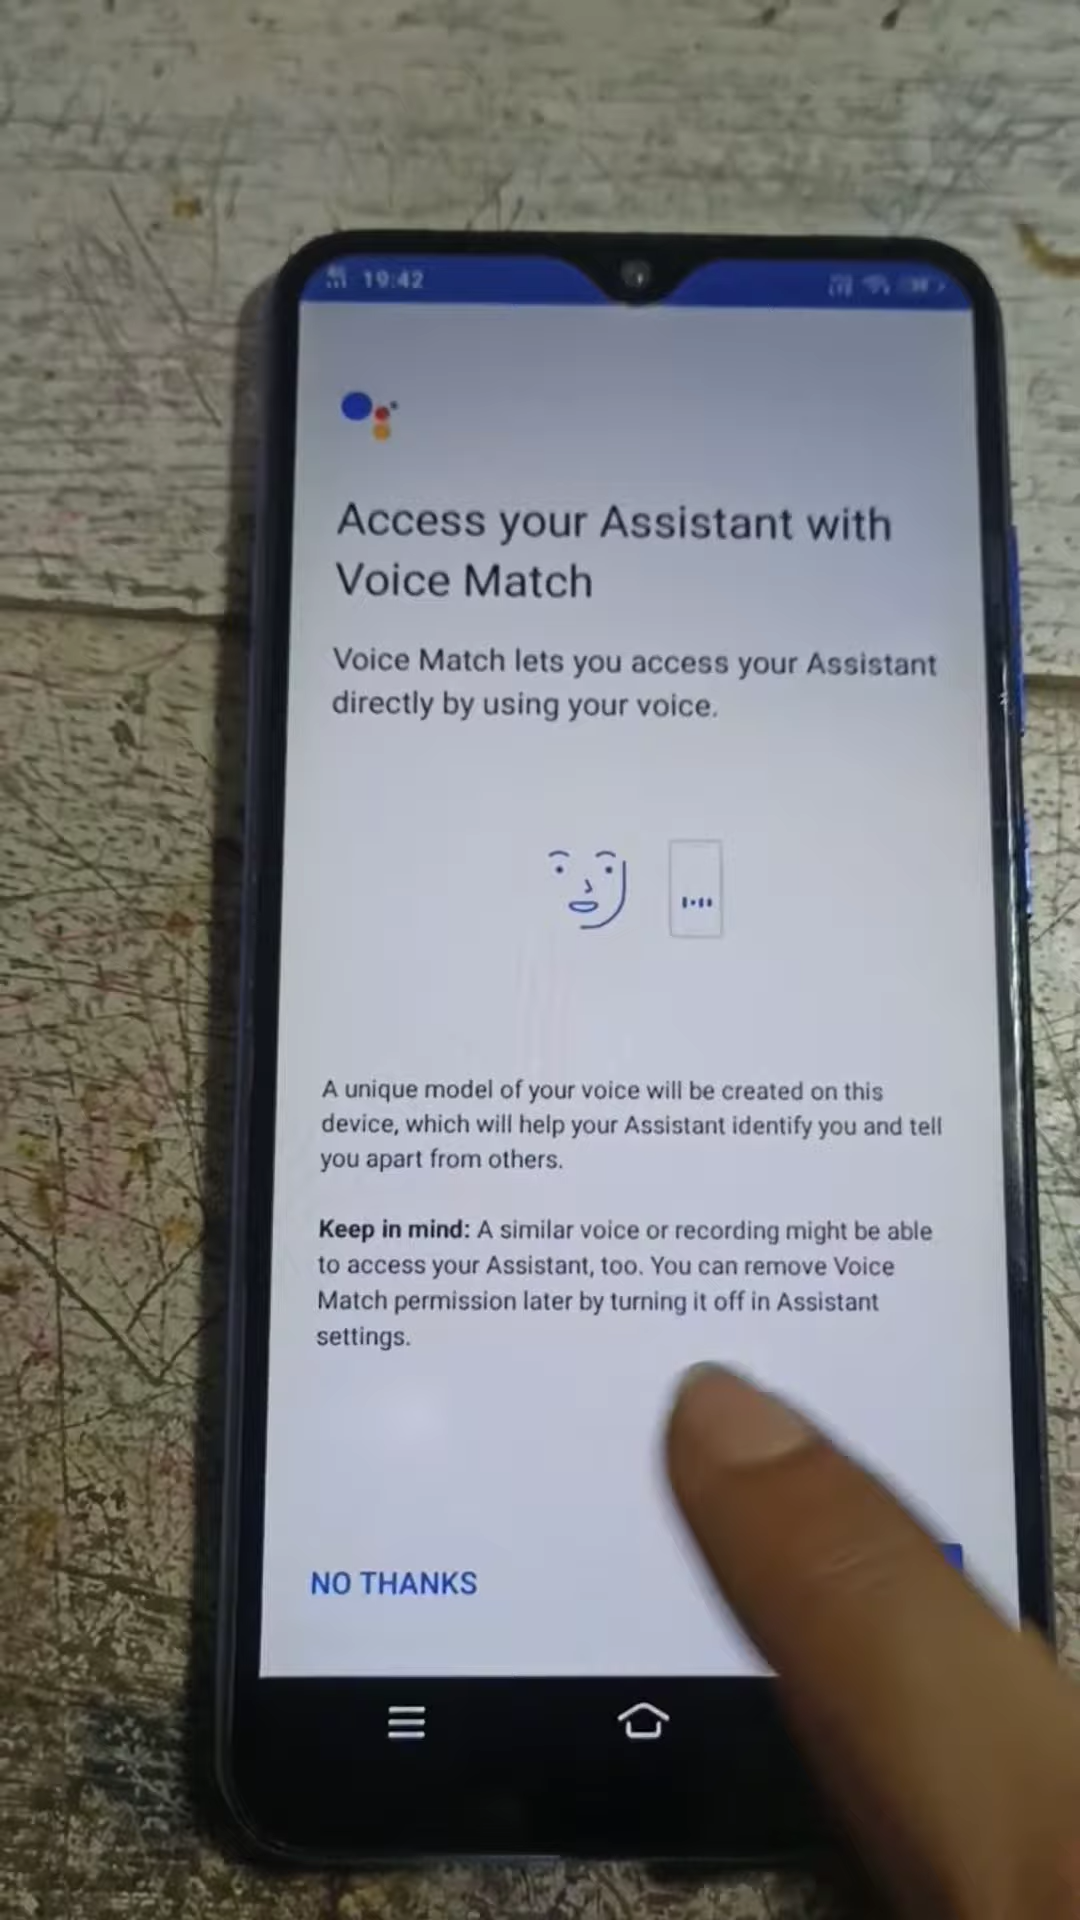 19:42
Access your Assistant with
Voice Match
Voice Match lets you access your Assistant
directly by using your voice.
A unique model of your voice will be created on this
device, which will help your Assistant identify you and tell
you apart from others.
Keep in mind: A similar voice or recording might be able
to access your Assistant, too. You can remove Voice
Match permission later by turning it off in Assistant
settings.
NO THANKS